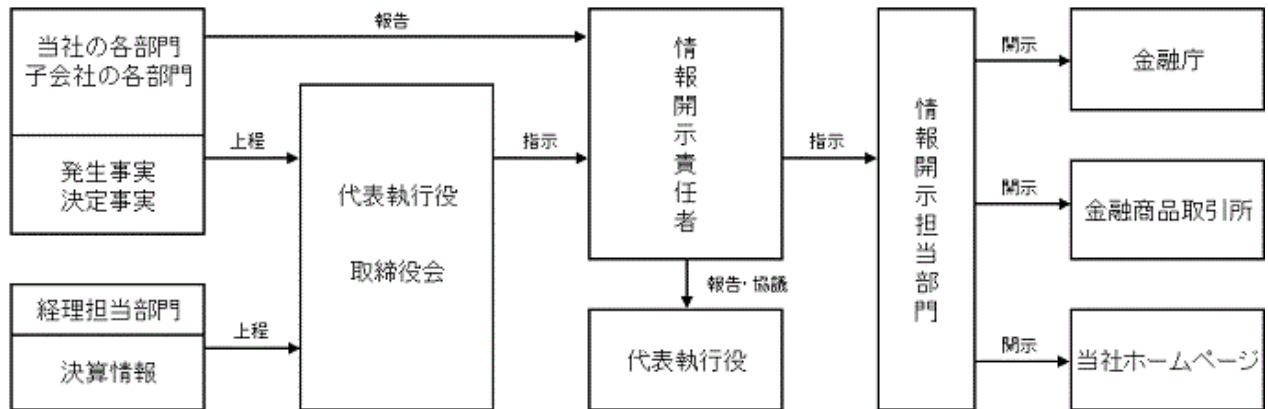 当社の各部門
子会社の各部門
発生事実
決定事実
経理担当部門
決算情報
報告
上程
上程
代表執行役
取締役会
指示
情報開示責任者
報告・協議
代表執行役
指示
情報開示担当部門
開示
金融庁
開示
金融商品取引所
開示
当社ホームページ